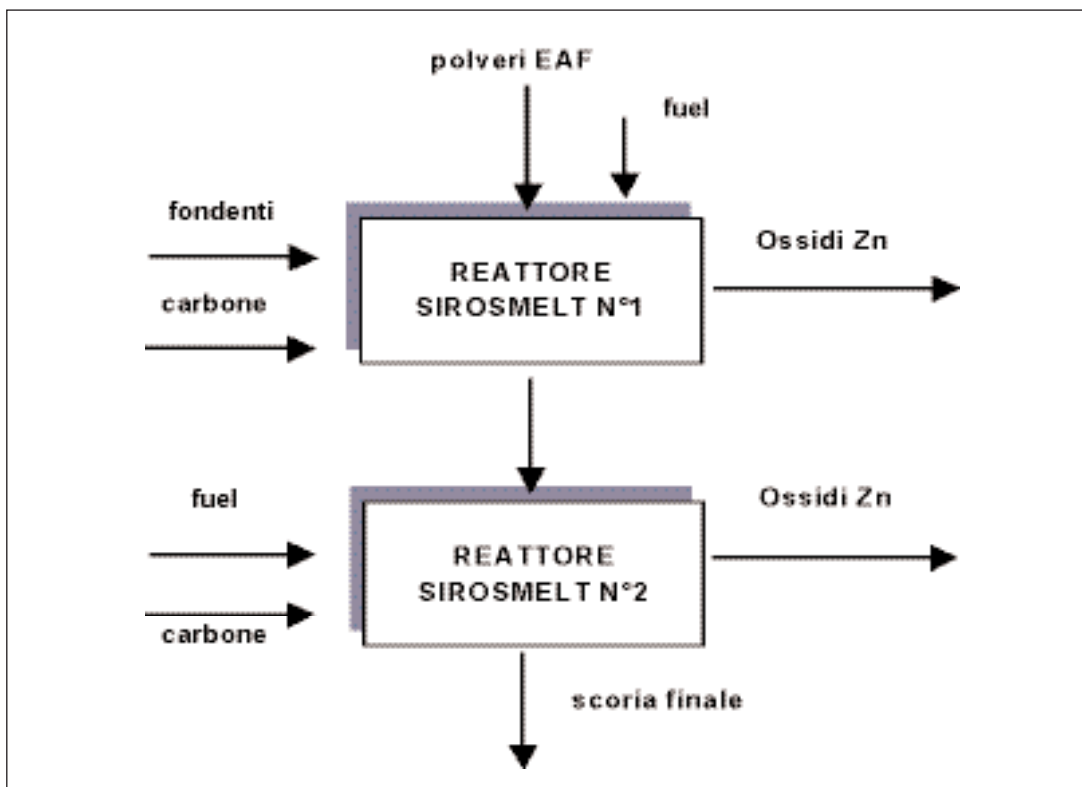 polveri EAF
fuel
fondenti
carbone
REATTORE
SIROSMELT N°1
Ossidi Zn
fuel
carbone
REATTORE
SIROSMELT N°2
Ossidi Zn
scoria finale